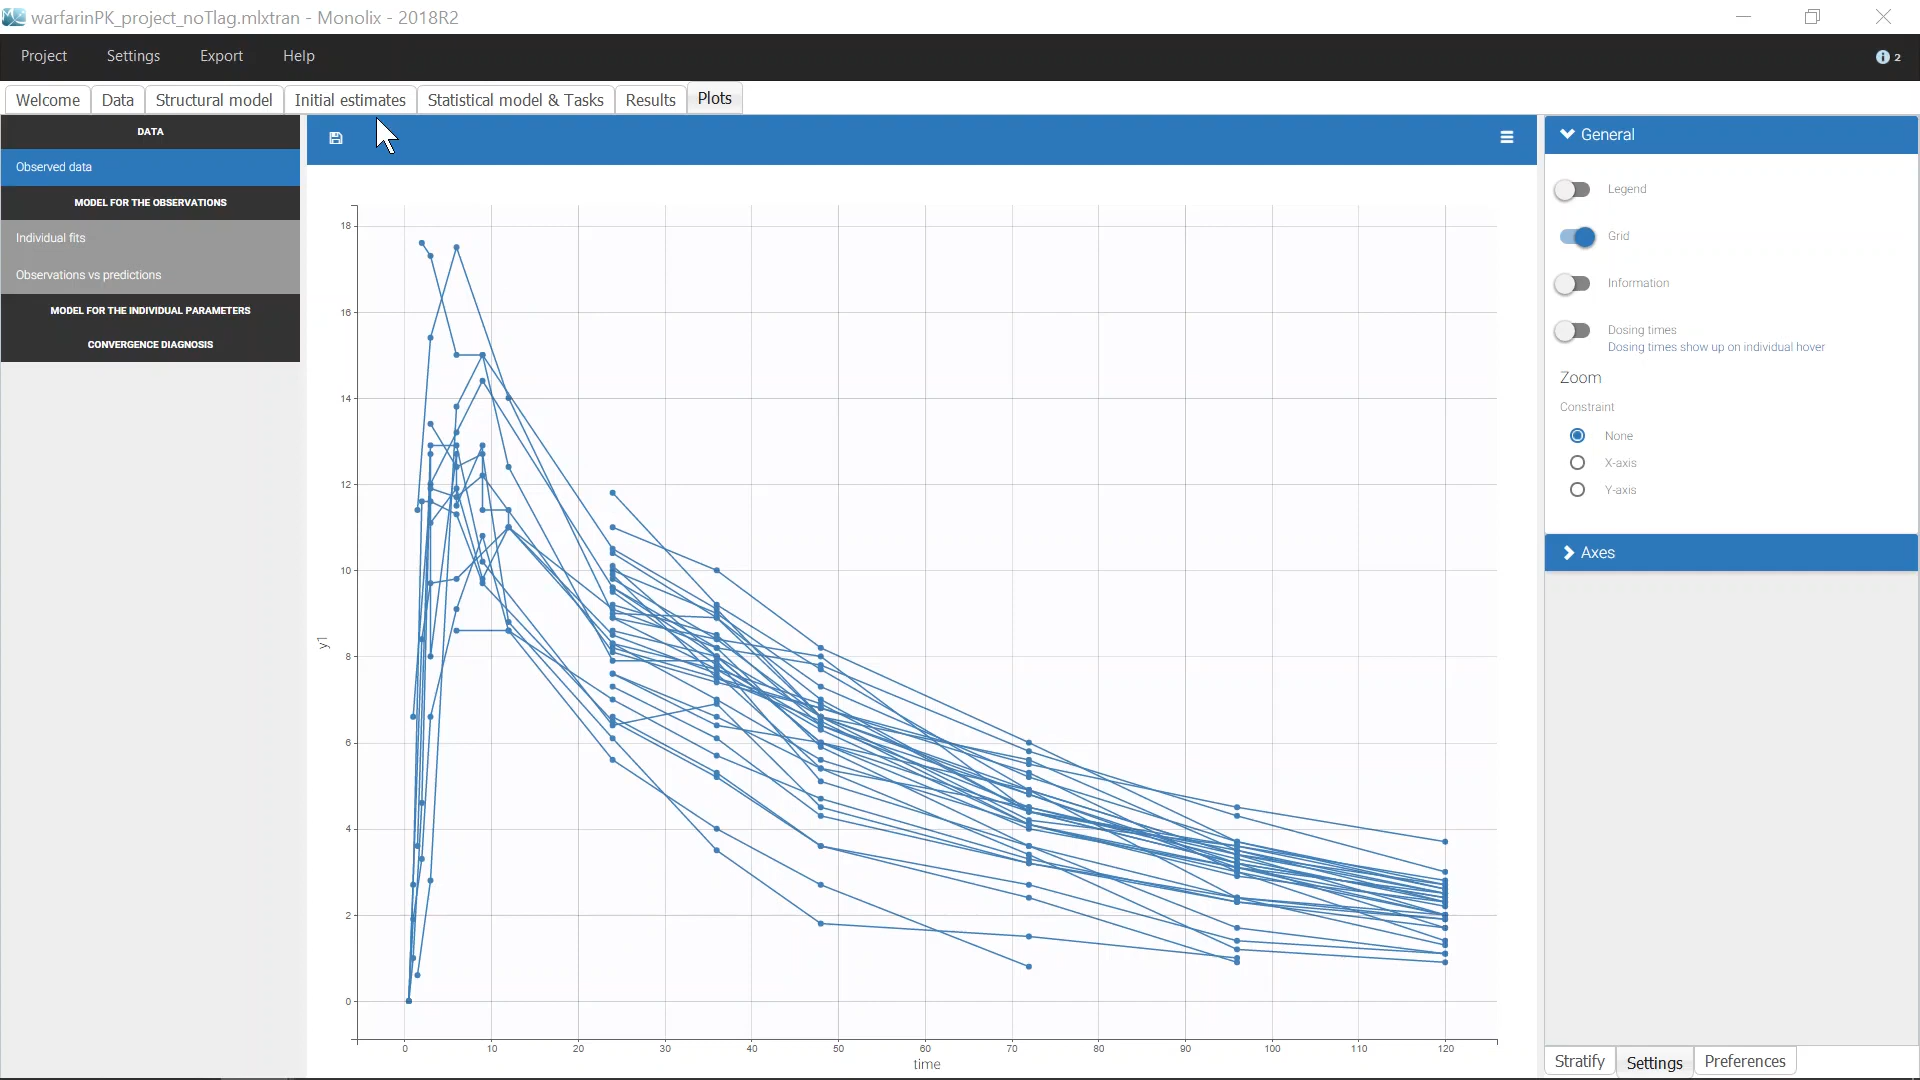 warfarinPK_project_noTlag.mlxtran - Monolix - 2018R2
Project Settings Export Help
2
Welcome Data Structural model Initial estimates Statistical model & Tasks Results Plots
DATA
Observed data
MODEL FOR THE OBSERVATIONS
Individual fits
Observations vs predictions
MODEL FOR THE INDIVIDUAL PARAMETERS
CONVERGENCE DIAGNOSIS
18
16
14
12
10
8
6
4
2
0
y1
0 10 20 30 40 50 60 70 80 90 100 110 120
time
General
Legend
Grid
Information
Dosing times
Dosing times show up on individual hover
Zoom
Constraint
None
X-axis
Y-axis
Axes
Stratify Settings Preferences